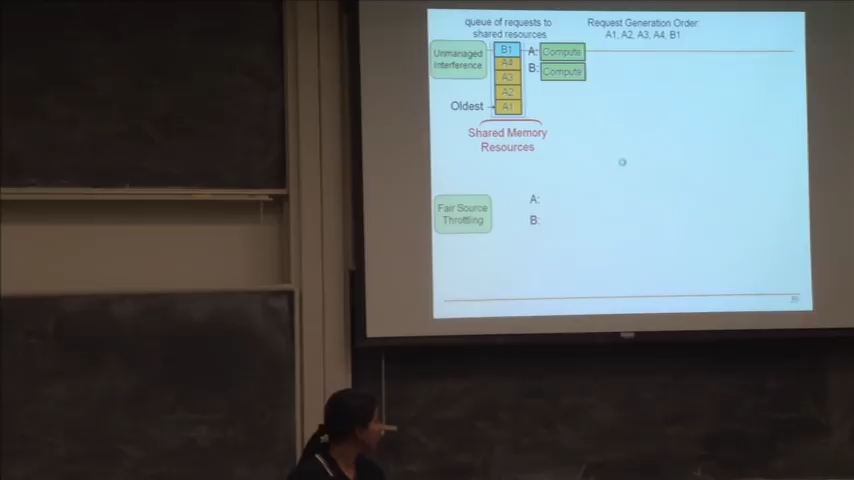 queue of requests to
shared resources
Request Generation Order:
A1, A2, A3, A4, B1
Unmanaged
Interference
B1
A4
A3
A2
Oldest
A1
A:
Compute
B:
Compute
Shared Memory
Resources
Fair Source
Throttling
A:
B: